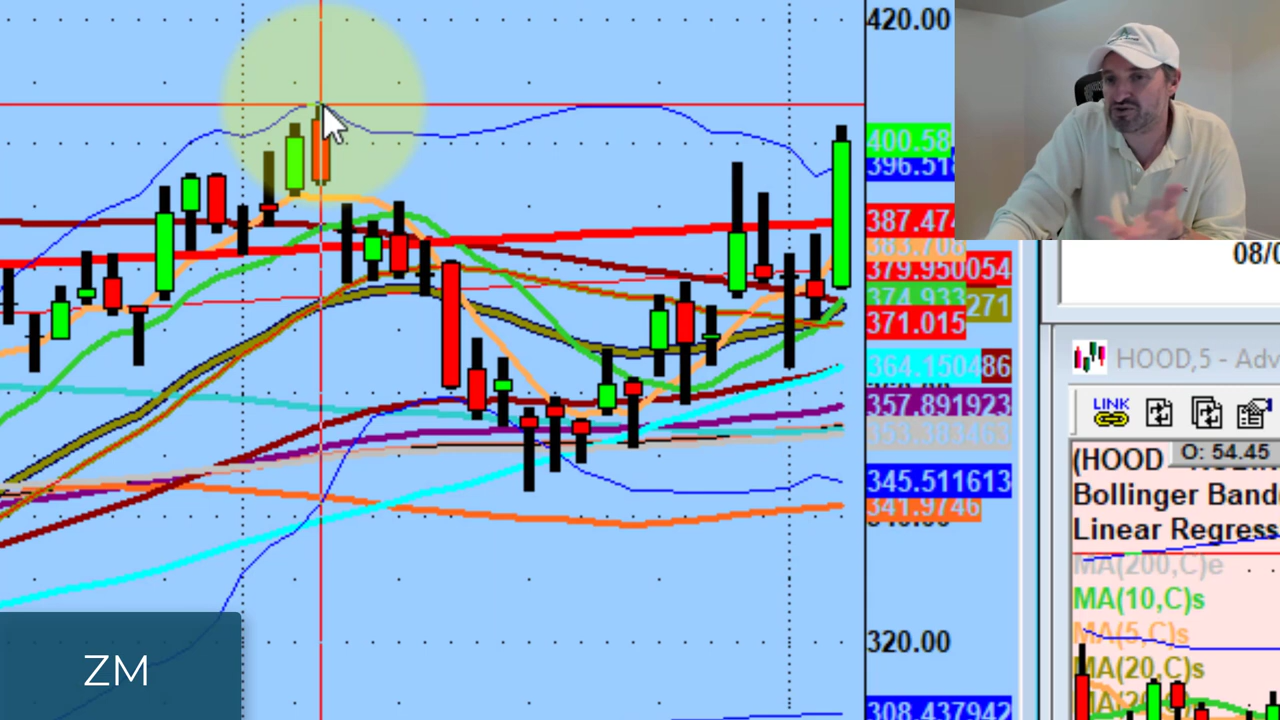 420.00
400.58
396.51
387.47
383.708
379.950054
374.933
271
371.015
364.150486
357.891923
353.383463
345.511613
341.9746
320.00
308.437942
ZM
08/0
HOOD,5 - Adv
LINK
O: 54.45
(HOOD
Bollinger Band
Linear Regress
MA(200,C)e
MA(10,C)s
MA(5,C)s
MA(20,C)s